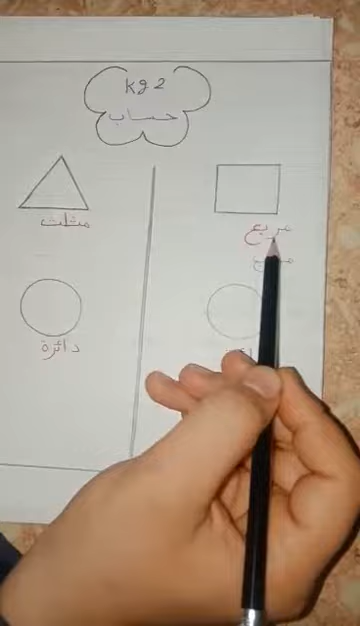 kg 2
حساب
مربع
مثلث
دائرة